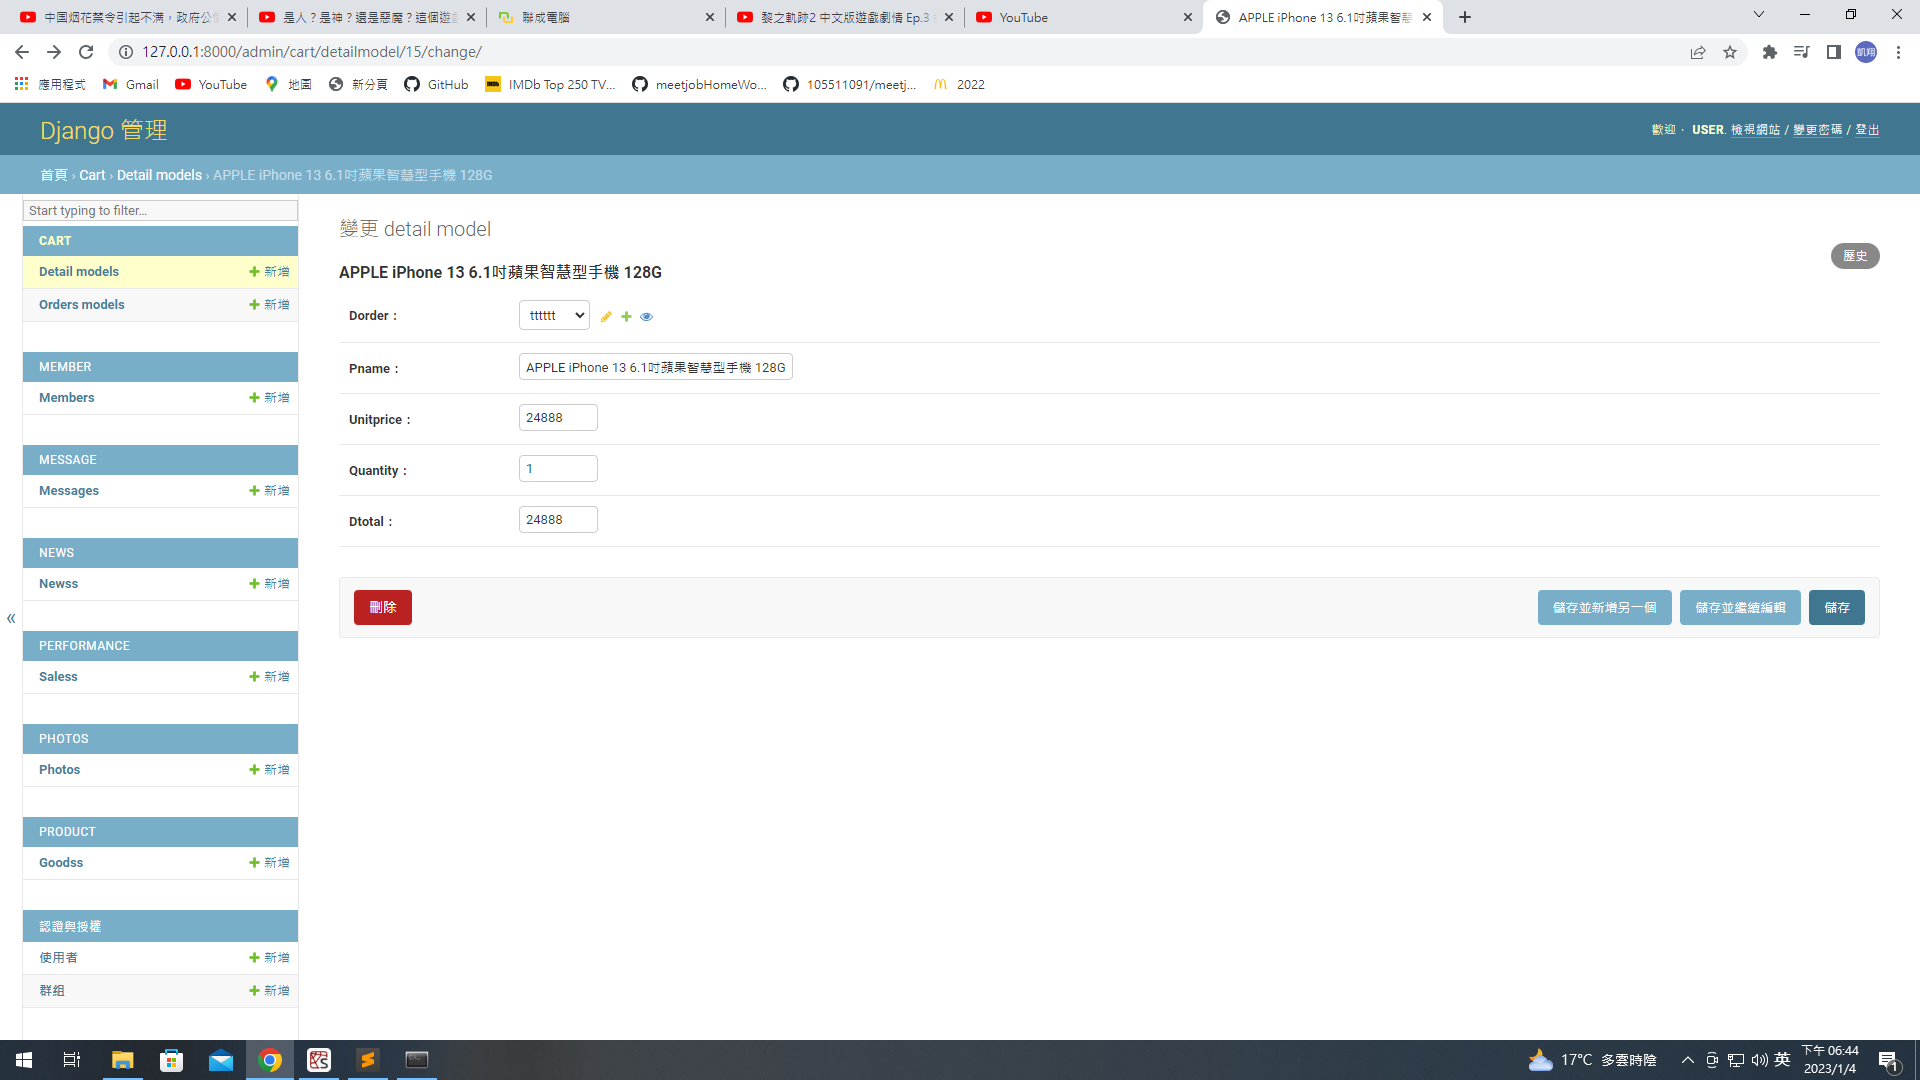 中国烟花禁令引起不满，政府公信
是人？是神？還是惡魔？這個遊戲
聯成電腦
黎之軌跡2 中文版遊戲劇情 Ep.3
YouTube
APPLE iPhone 13 6.1吋蘋果智慧
127.0.0.1:8000/admin/cart/detailmodel/15/change/
凱翔
應用程式
Gmail
YouTube
地圖
新分頁
GitHub
IMDb Top 250 TV...
meetjobHomeWo...
105511091/meetj...
2022
Django 管理
歡迎， USER. 檢視網站 / 變更密碼 / 登出
首頁 › Cart › Detail models › APPLE iPhone 13 6.1吋蘋果智慧型手機 128G
Start typing to filter...
CART
Detail models 新增
Orders models 新增
MEMBER
Members 新增
MESSAGE
Messages 新增
NEWS
Newss 新增
«
PERFORMANCE
Saless 新增
PHOTOS
Photos 新增
PRODUCT
Goodss 新增
認證與授權
使用者 新增
群組 新增
變更 detail model
歷史
APPLE iPhone 13 6.1吋蘋果智慧型手機 128G
Dorder： tttttt
Pname： APPLE iPhone 13 6.1吋蘋果智慧型手機 128G
Unitprice： 24888
Quantity： 1
Dtotal： 24888
刪除
儲存並新增另一個
儲存並繼續編輯
儲存
17°C 多雲時陰
英
下午 06:44
2023/1/4
1